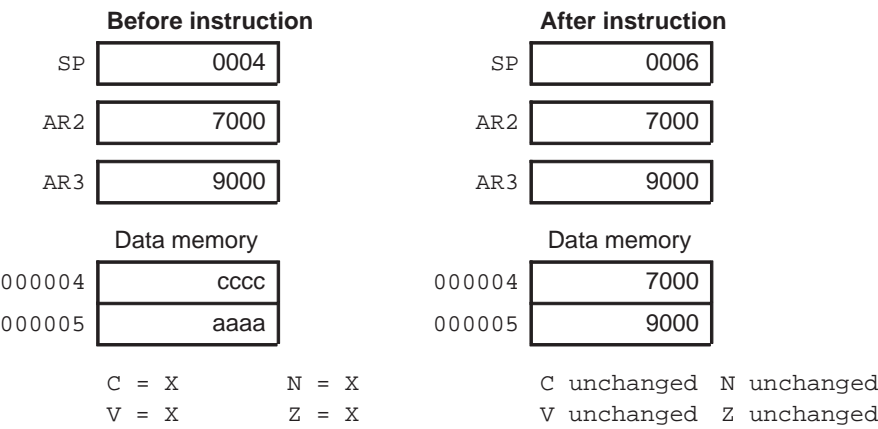 Before instruction After instruction
SP 0004 SP 0006
AR2 7000 AR2 7000
AR3 9000 AR3 9000
Data memory Data memory
000004 cccc 000004 7000
000005 aaaa 000005 9000
C = X N = X C unchanged N unchanged
V = X Z = X V unchanged Z unchanged